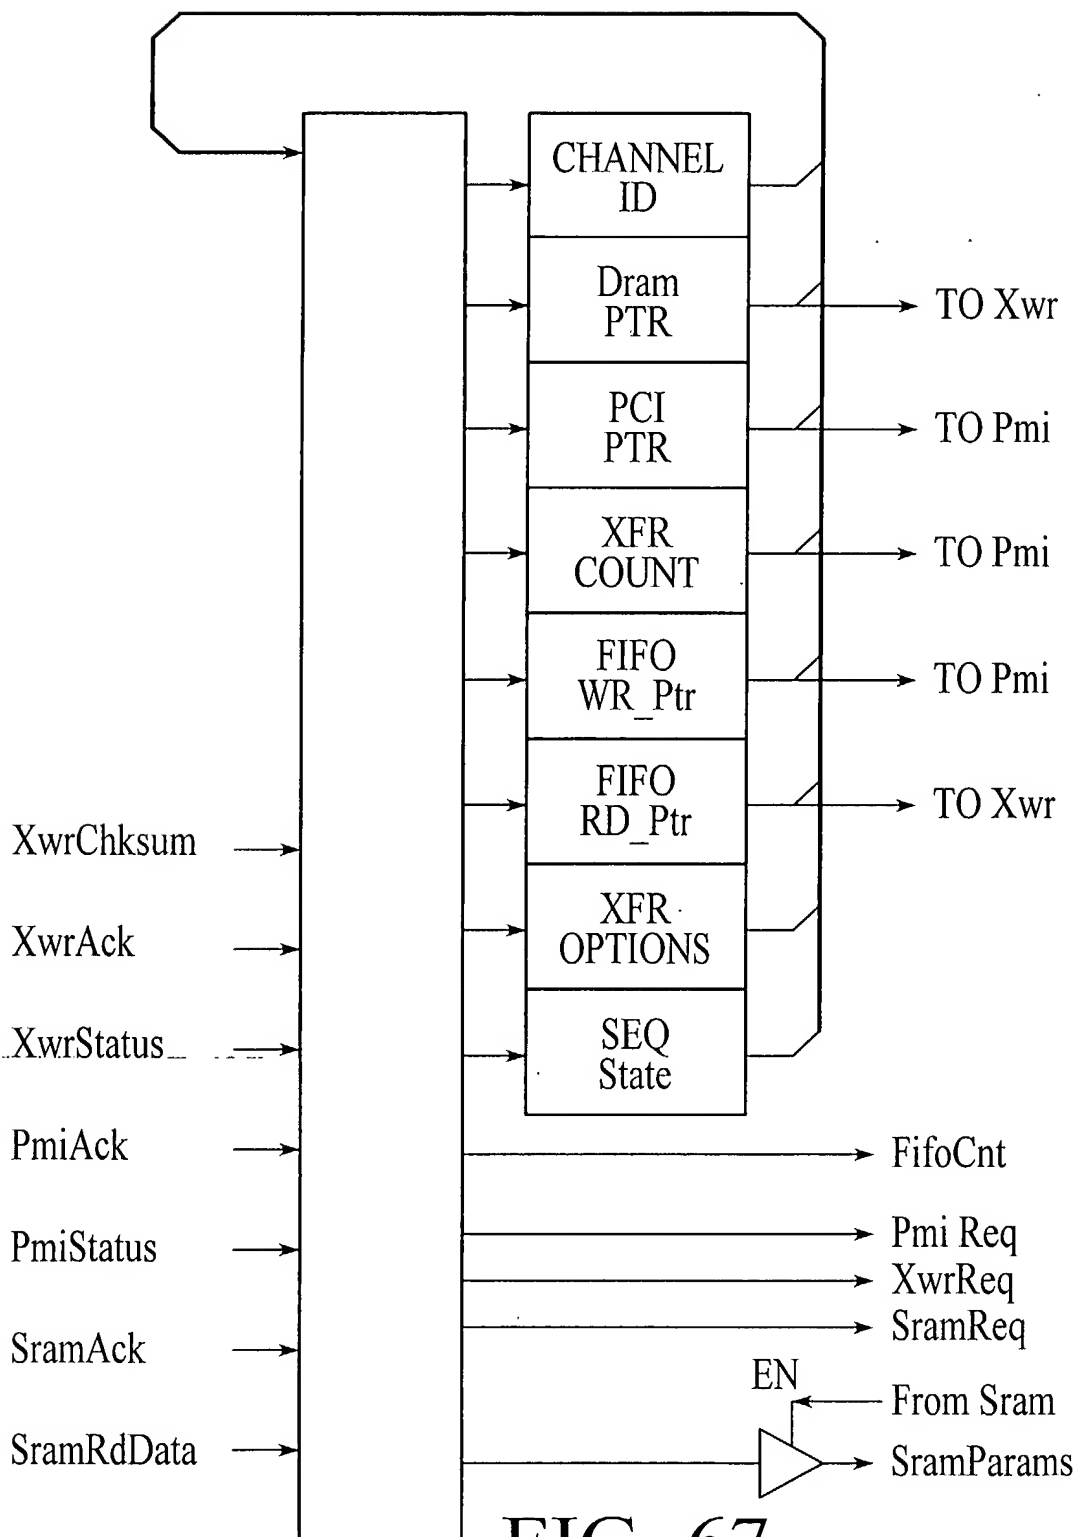 CHANNEL
ID
Dram
PTR
TO Xwr
PCI
PTR
TO Pmi
XFR
COUNT
TO Pmi
FIFO
WR_Ptr
TO Pmi
FIFO
RD_Ptr
TO Xwr
XFR
OPTIONS
SEQ
State
XwrChksum
XwrAck
XwrStatus
PmiAck
PmiStatus
SramAck
SramRdData
FifoCnt
Pmi Req
XwrReq
SramReq
EN
From Sram
SramParams
FIG. 67